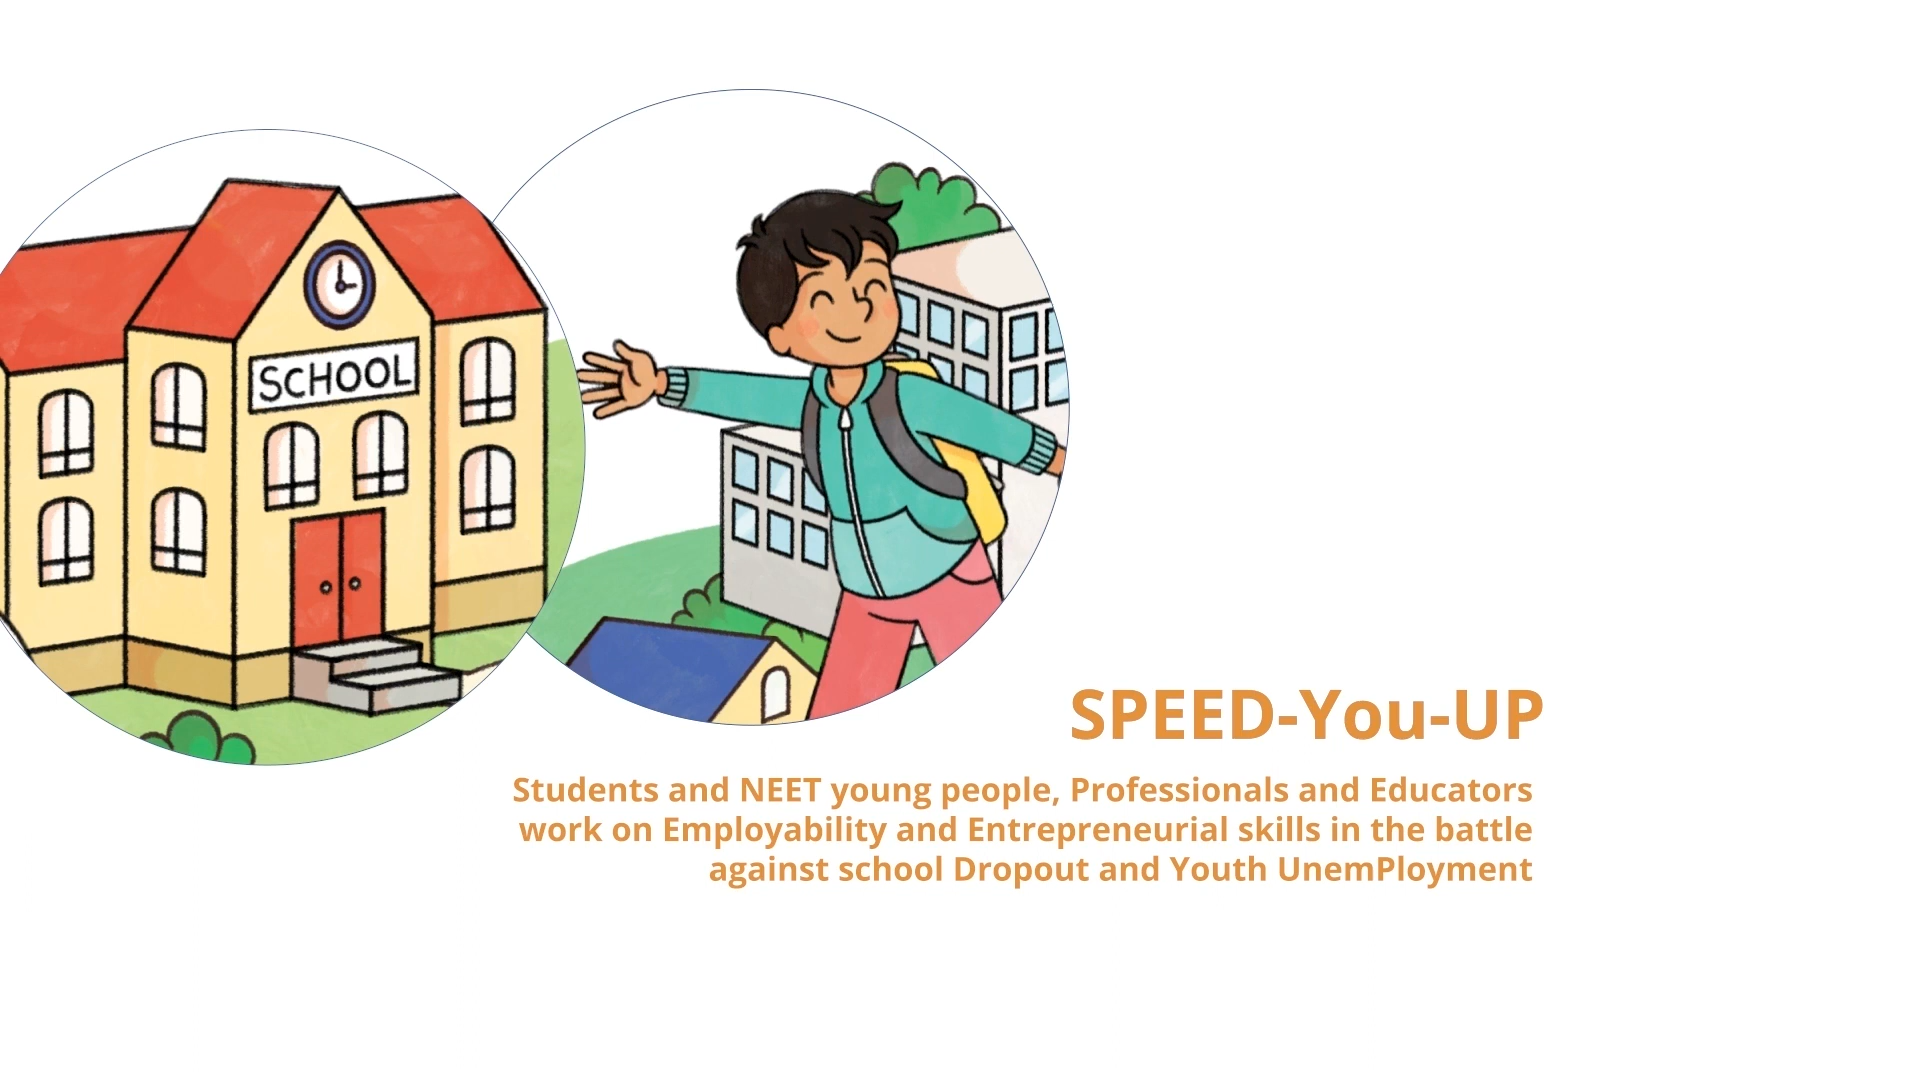 SCHOOL
SPEED-You-UP
Students and NEET young people, Professionals and Educators
work on Employability and Entrepreneurial skills in the battle
against school Dropout and Youth UnemPloyment